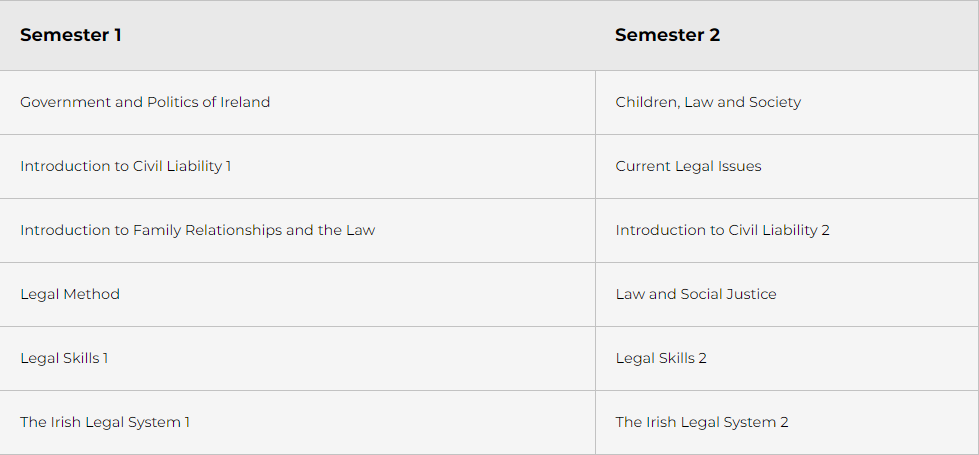 Semester 1 Semester 2
Government and Politics of Ireland Children, Law and Society
Introduction to Civil Liability 1 Current Legal Issues
Introduction to Family Relationships and the Law Introduction to Civil Liability 2
Legal Method Law and Social Justice
Legal Skills 1 Legal Skills 2
The Irish Legal System 1 The Irish Legal System 2